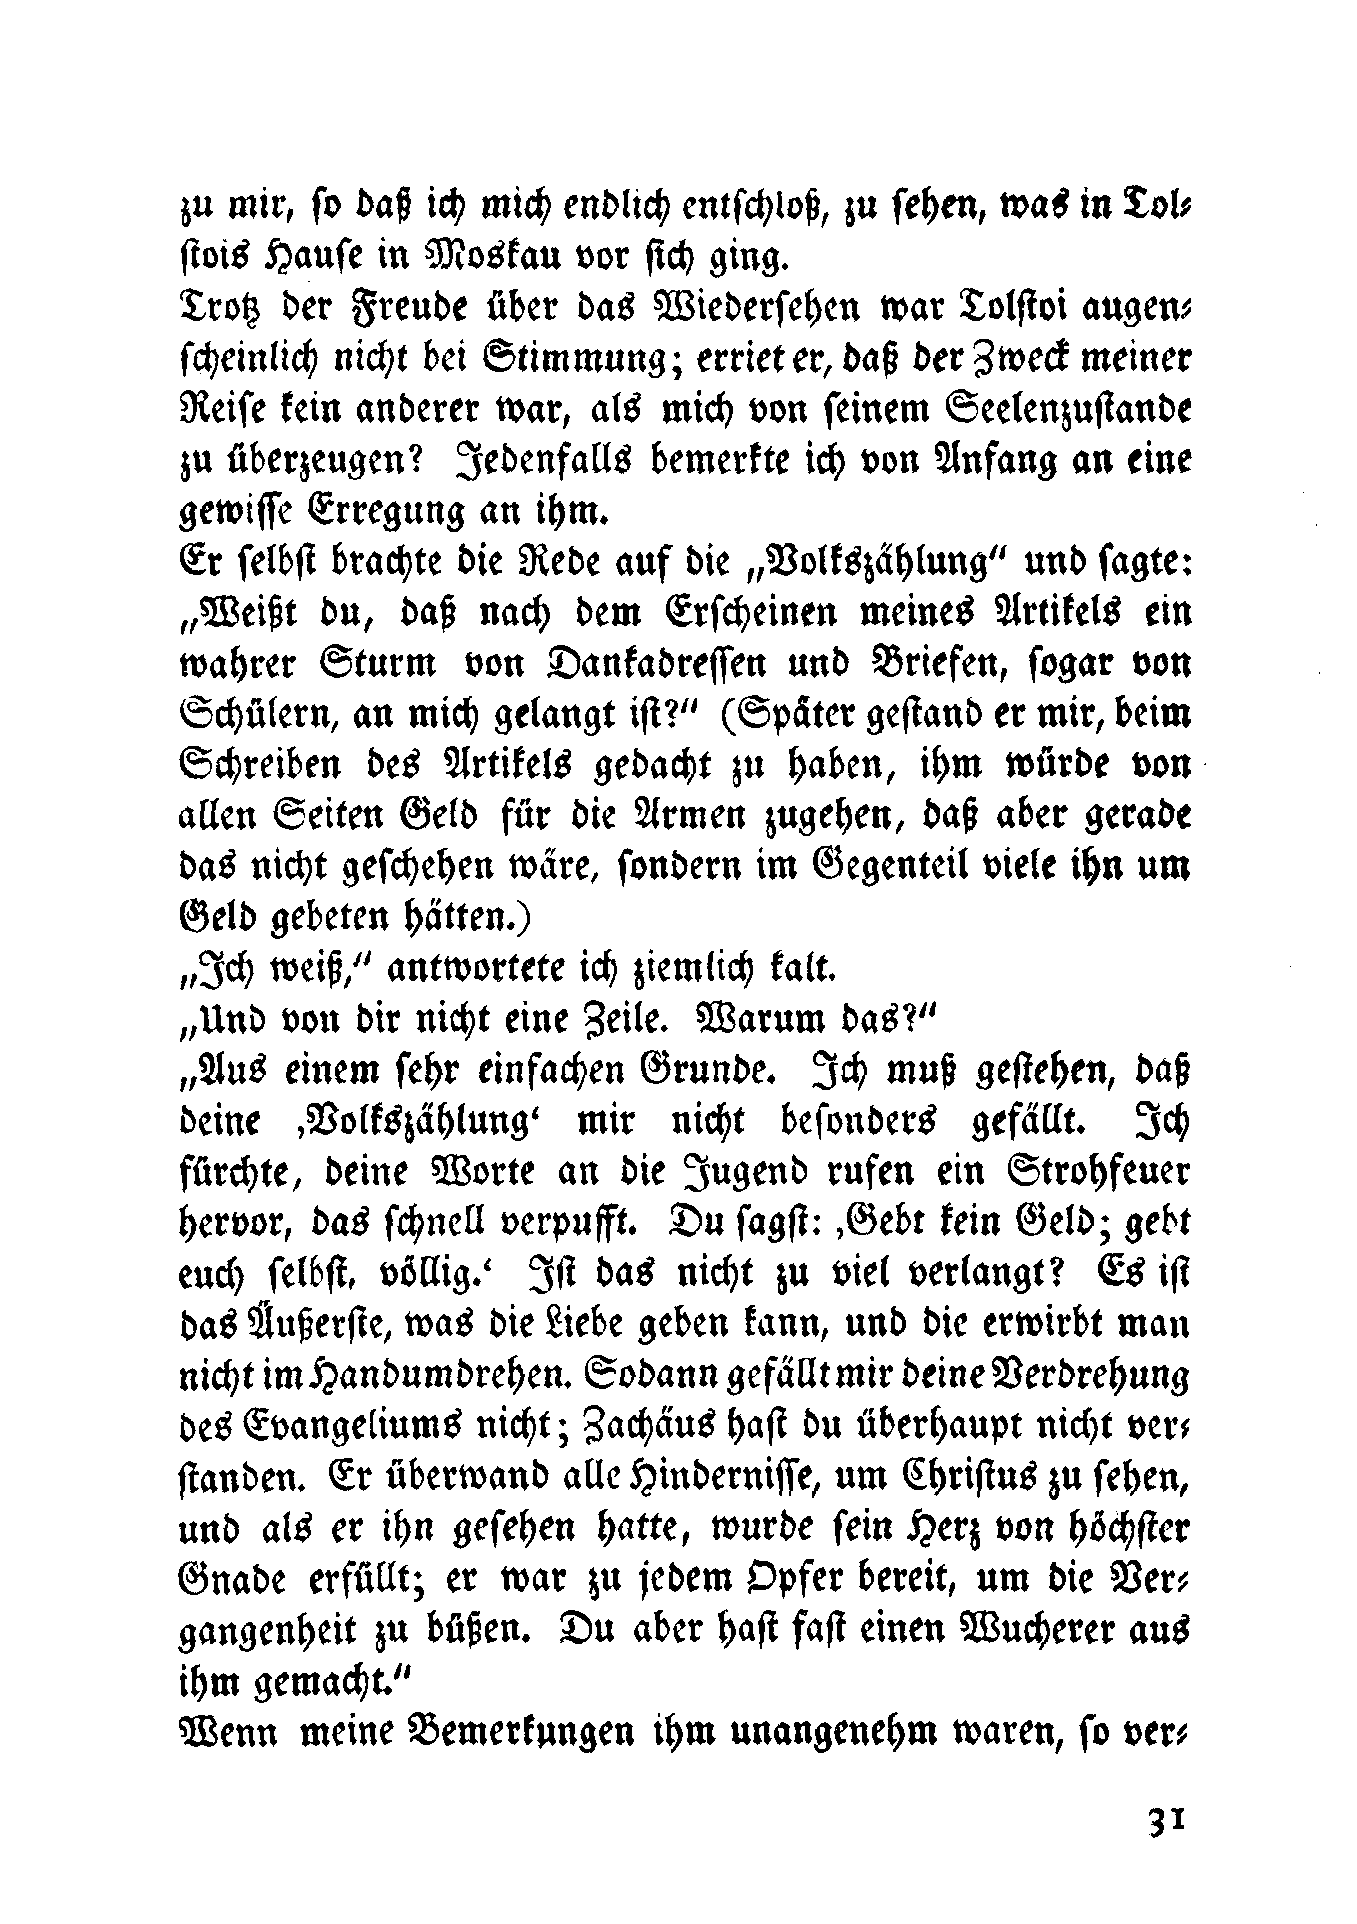 zu mir, so daß ich mich endlich entschloß, zu sehen, was in Tol-
stois Hause in Moskau vor sich ging.
Trotz der Freude über das Wiedersehen war Tolstoi augen-
scheinlich nicht bei Stimmung; erriet er, daß der Zweck meiner
Reise kein anderer war, als mich von seinem Seelenzustande
zu überzeugen? Jedenfalls bemerkte ich von Anfang an eine
gewisse Erregung an ihm.
Er selbst brachte die Rede auf die „Volkszählung“ und sagte:
„Weißt du, daß nach dem Erscheinen meines Artikels ein
wahrer Sturm von Dankadressen und Briefen, sogar von
Schülern, an mich gelangt ist?“ (Später gestand er mir, beim
Schreiben des Artikels gedacht zu haben, ihm würde von
allen Seiten Geld für die Armen zugehen, daß aber gerade
das nicht geschehen wäre, sondern im Gegenteil viele ihn um
Geld gebeten hätten.)
„Ich weiß,“ antwortete ich ziemlich kalt.
„Und von dir nicht eine Zeile. Warum das?“
„Aus einem sehr einfachen Grunde. Ich muß gestehen, daß
deine ‚Volkszählung‘ mir nicht besonders gefällt. Ich
fürchte, deine Worte an die Jugend rufen ein Strohfeuer
hervor, das schnell verpufft. Du sagst: ‚Gebt kein Geld; gebt
euch selbst, völlig.‘ Ist das nicht zu viel verlangt? Es ist
das Äußerste, was die Liebe geben kann, und die erwirbt man
nicht im Handumdrehen. Sodann gefällt mir deine Verdrehung
des Evangeliums nicht; Zachäus hast du überhaupt nicht ver-
standen. Er überwand alle Hindernisse, um Christus zu sehen,
und als er ihn gesehen hatte, wurde sein Herz von höchster
Gnade erfüllt; er war zu jedem Opfer bereit, um die Ver-
gangenheit zu büßen. Du aber hast fast einen Wucherer aus
ihm gemacht.“
Wenn meine Bemerkungen ihm unangenehm waren, so ver-
31